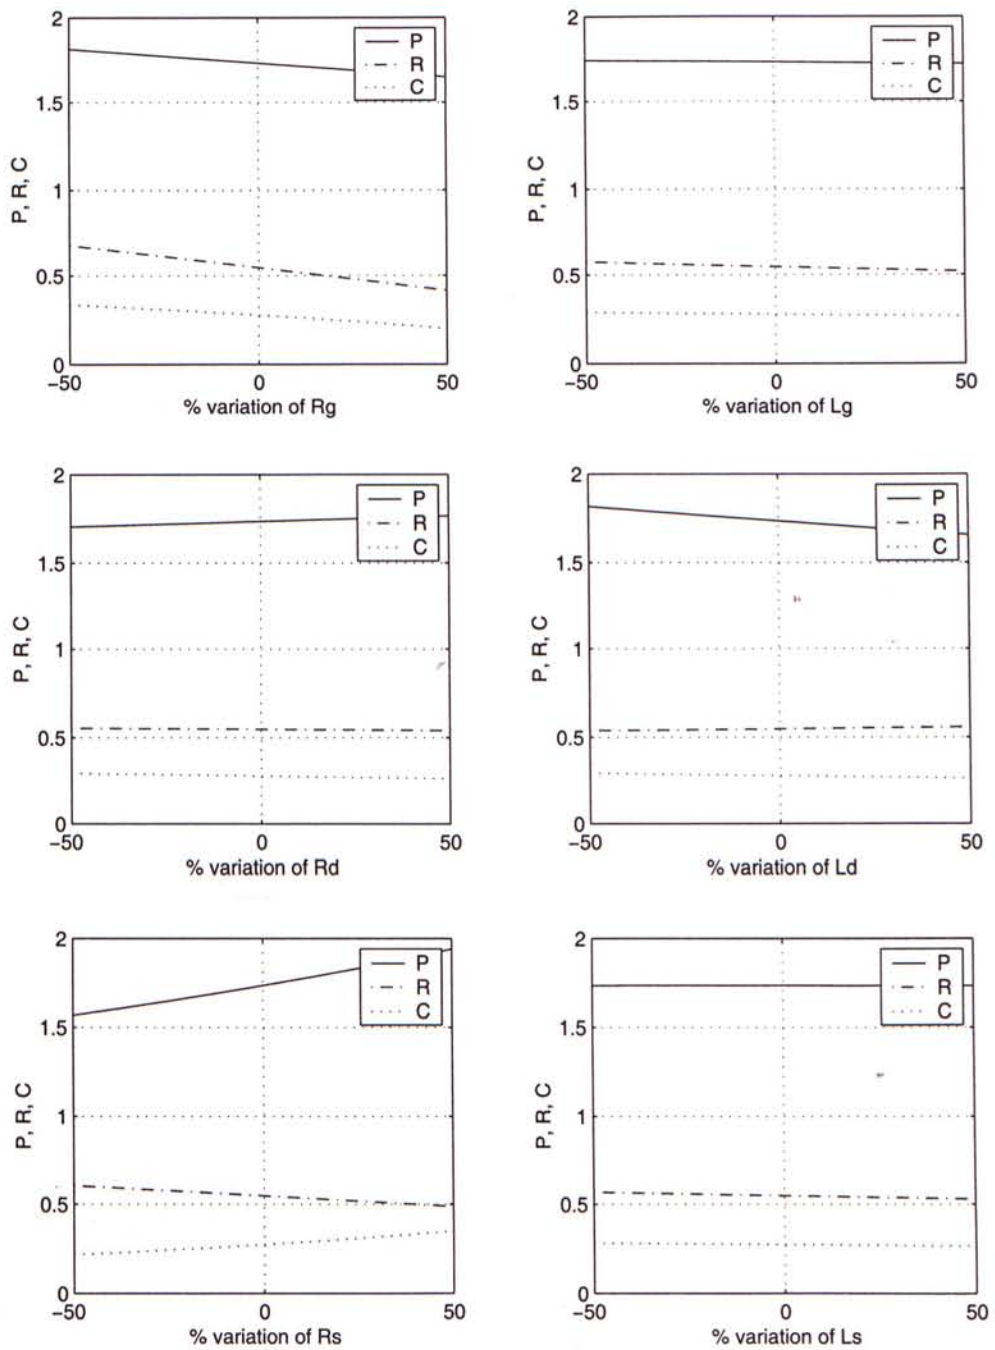 2
1.5
1
0.5
0
P, R, C
P
R
C
−50 0 50
% variation of Rg
2
1.5
1
0.5
0
P, R, C
P
R
C
−50 0 50
% variation of Lg
2
1.5
1
0.5
0
P, R, C
P
R
C
−50 0 50
% variation of Rd
2
1.5
1
0.5
0
P, R, C
P
R
C
−50 0 50
% variation of Ld
2
1.5
1
0.5
0
P, R, C
P
R
C
−50 0 50
% variation of Rs
2
1.5
1
0.5
0
P, R, C
P
R
C
−50 0 50
% variation of Ls